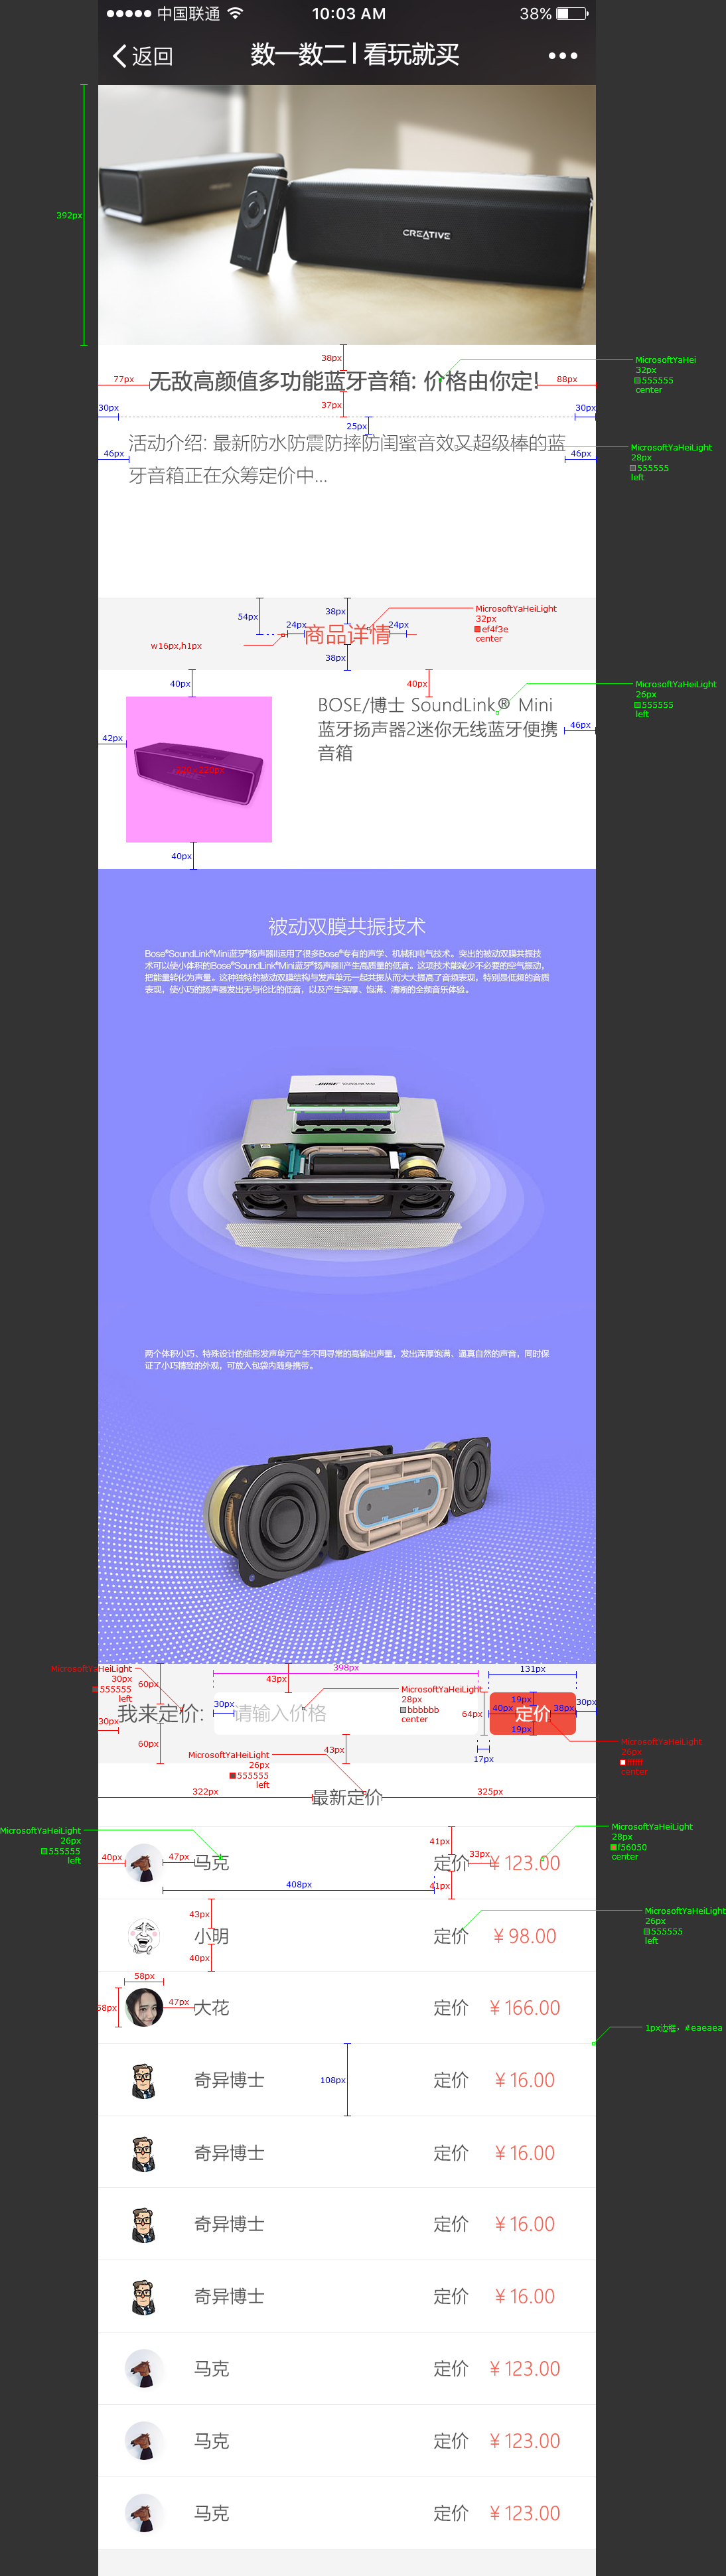 中国联通
10:03 AM
38%
返回
数一数二 | 看玩就买
CREATIVE
392px
38px
MicrosoftYaHei
32px
555555
center
77px
无敌高颜值多功能蓝牙音箱: 价格由你定!
88px
37px
30px
30px
25px
活动介绍: 最新防水防震防摔防闺蜜音效又超级棒的蓝
MicrosoftYaHeiLight
28px
555555
left
46px
46px
牙音箱正在众筹定价中...
54px
38px
MicrosoftYaHeiLight
32px
ef4f3e
center
24px
24px
商品详情
w16px,h1px
38px
40px
40px
MicrosoftYaHeiLight
26px
555555
left
BOSE/博士 SoundLink® Mini
蓝牙扬声器2迷你无线蓝牙便携
音箱
46px
42px
40px
被动双膜共振技术
Bose®SoundLink®Mini蓝牙®扬声器II运用了很多Bose®专有的声学、机械和电气技术。突出的被动双膜共振技
术可以使小体积的Bose®SoundLink®Mini蓝牙®扬声器II产生高质量的低音。这项技术能减少不必要的空气振动,
把能量转化为声量。这种独特的被动双膜结构与发声单元一起共振从而大大提高了音频表现，特别是低频的音质
表现，使小巧的扬声器发出无与伦比的低音，以及产生浑厚、饱满、清晰的全频音乐体验。
BOSE
两个体积小巧、特殊设计的锥形发声单元产生不同寻常的高输出声量，发出浑厚饱满、逼真自然的声音，同时保
证了小巧精致的外观，可放入包袋内随身携带。
MicrosoftYaHeiLight
30px
555555
left
60px
43px
398px
131px
30px
我来定价:
30px
请输入价格
MicrosoftYaHeiLight
28px
bbbbbb
center
64px
19px
40px
定价
38px
30px
19px
60px
43px
17px
MicrosoftYaHeiLight
26px
ffffff
center
MicrosoftYaHeiLight
26px
555555
left
322px
最新定价
325px
MicrosoftYaHeiLight
26px
555555
left
41px
MicrosoftYaHeiLight
28px
f56050
center
40px
47px
马克
定价
33px
¥ 123.00
408px
41px
43px
小明
定价
¥ 98.00
MicrosoftYaHeiLight
26px
555555
left
40px
58px
58px
47px
大花
定价
¥ 166.00
1px边框，#eaeaea
奇异博士
108px
定价
¥ 16.00
奇异博士
定价
¥ 16.00
奇异博士
定价
¥ 16.00
奇异博士
定价
¥ 16.00
马克
定价
¥ 123.00
马克
定价
¥ 123.00
马克
定价
¥ 123.00